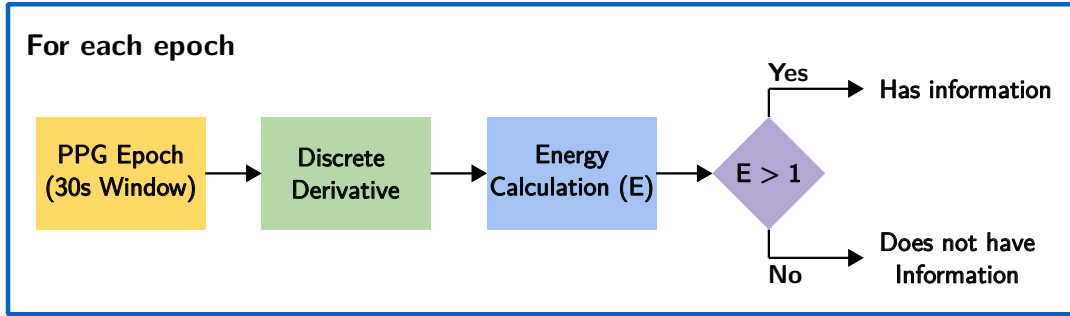 For each epoch
PPG Epoch
(30s Window)
Discrete
Derivative
Energy
Calculation (E)
E > 1
Yes
Has information
No
Does not have
Information